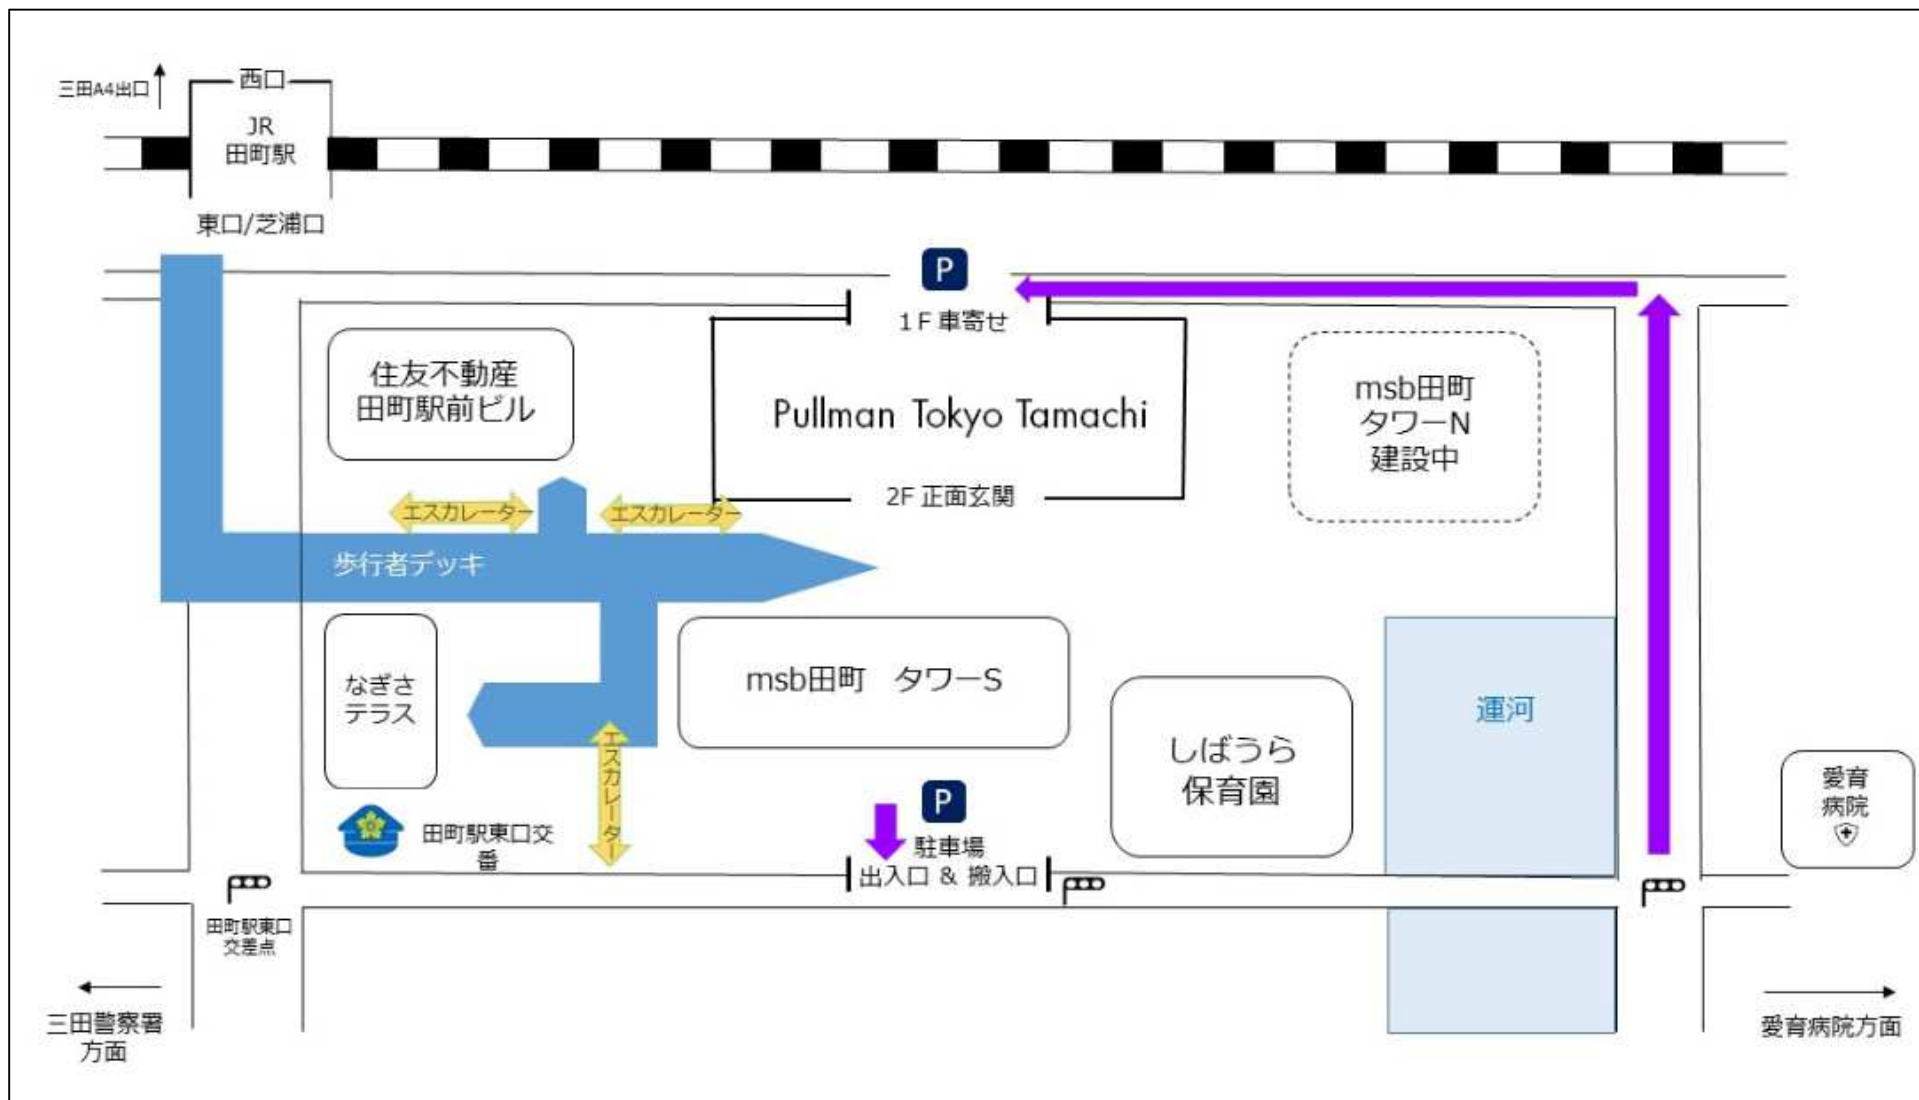 西口
三田A4出口
JR
田町駅
東口/芝浦口
P
1F 車寄せ
住友不動産
田町駅前ビル
Pullman Tokyo Tamachi
msb田町
タワーN
建設中
2F 正面玄関
エスカレーター
エスカレーター
歩行者デッキ
なぎさ
テラス
msb田町 タワーS
運河
エスカレーター
しばうら
保育園
P
愛育
病院
田町駅東口交
番
駐車場
出入口 & 搬入口
田町駅東口
交差点
三田警察署
方面
愛育病院方面